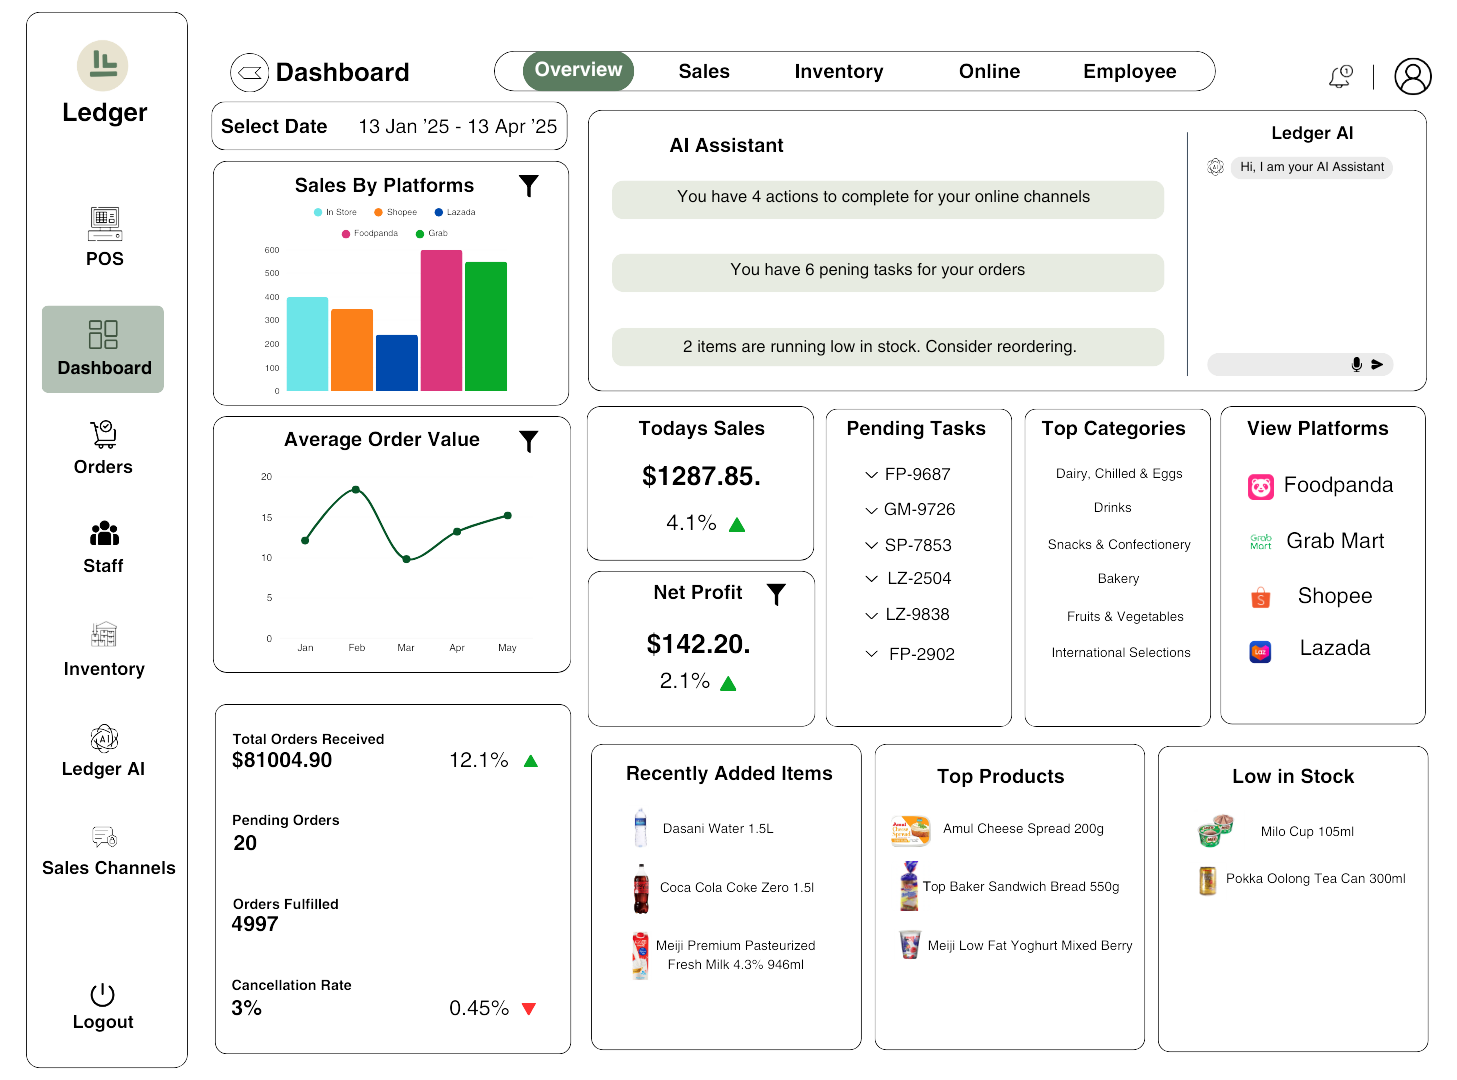 Ledger
POS
Dashboard
Orders
Staff
Inventory
AI
Ledger AI
Sales Channels
Logout
Dashboard
Overview
Sales
Inventory
Online
Employee
1
Select Date 13 Jan ’25 - 13 Apr ’25
Sales By Platforms
In Store Shopee Lazada
Foodpanda Grab
600
500
400
300
200
100
0
Average Order Value
20
15
10
5
0
Jan Feb Mar Apr May
Total Orders Received
$81004.90 12.1%
Pending Orders
20
Orders Fulfilled
4997
Cancellation Rate
3% 0.45%
AI Assistant
You have 4 actions to complete for your online channels
You have 6 pening tasks for your orders
2 items are running low in stock. Consider reordering.
Ledger AI
AI
Hi, I am your AI Assistant
Todays Sales
$1287.85.
4.1%
Net Profit
$142.20.
2.1%
Pending Tasks
FP-9687
GM-9726
SP-7853
LZ-2504
LZ-9838
FP-2902
Top Categories
Dairy, Chilled & Eggs
Drinks
Snacks & Confectionery
Bakery
Fruits & Vegetables
International Selections
View Platforms
Foodpanda
Grab
Mart
Grab Mart
S
Shopee
Laz
Lazada
Recently Added Items
Dasani Water 1.5L
Coca Cola Coke Zero 1.5l
Meiji Premium Pasteurized
Fresh Milk 4.3% 946ml
Top Products
Amul
Cheese
Spread
Amul Cheese Spread 200g
Top Baker Sandwich Bread 550g
Meiji Low Fat Yoghurt Mixed Berry
Low in Stock
Milo Cup 105ml
Pokka Oolong Tea Can 300ml